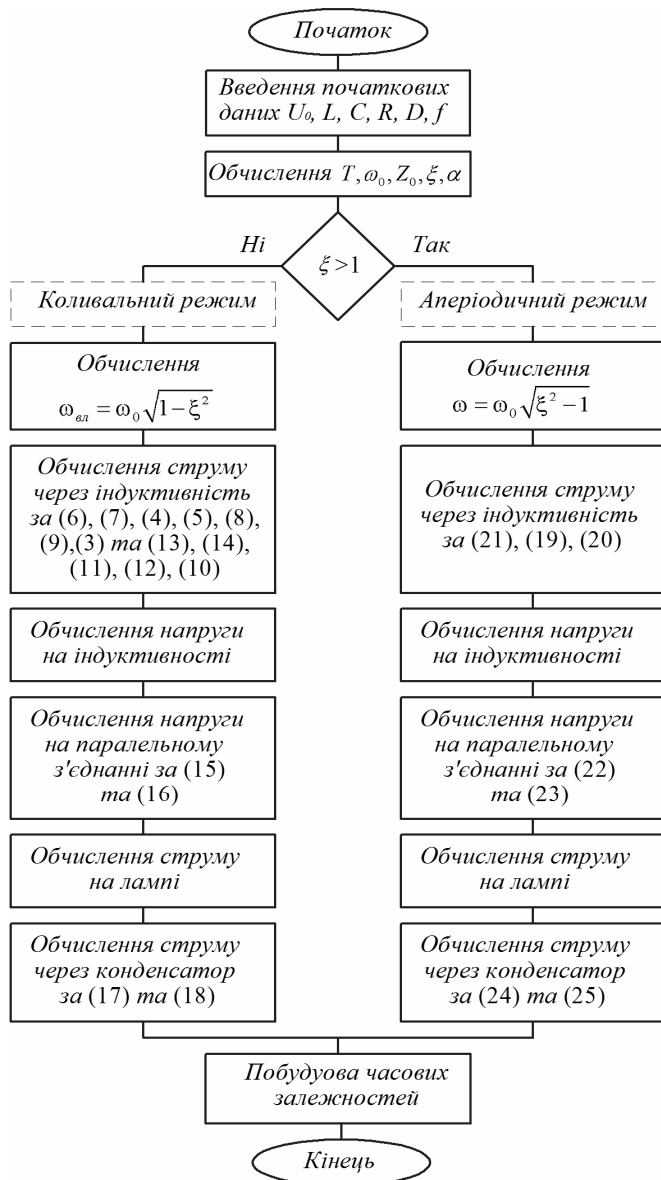 Початок
Введення початкових
даних U₀, L, C, R, D, f
Обчислення T, ω₀, Z₀, ξ, α
Ні
Так
ξ>1
Коливальний режим
Обчислення
ω_вл = ω₀√(1−ξ²)
Обчислення струму
через індуктивність
за (6), (7), (4), (5), (8),
(9),(3) та (13), (14),
(11), (12), (10)
Обчислення напруги
на індуктивності
Обчислення напруги
на паралельному
з'єднанні за (15)
та (16)
Обчислення струму
на лампі
Обчислення струму
через конденсатор
за (17) та (18)
Аперіодичний режим
Обчислення
ω = ω₀√(ξ²−1)
Обчислення струму
через індуктивність
за (21), (19), (20)
Обчислення напруги
на індуктивності
Обчислення напруги
на паралельному
з'єднанні за (22)
та (23)
Обчислення струму
на лампі
Обчислення струму
через конденсатор
за (24) та (25)
Побудуова часових
залежностей
Кінець